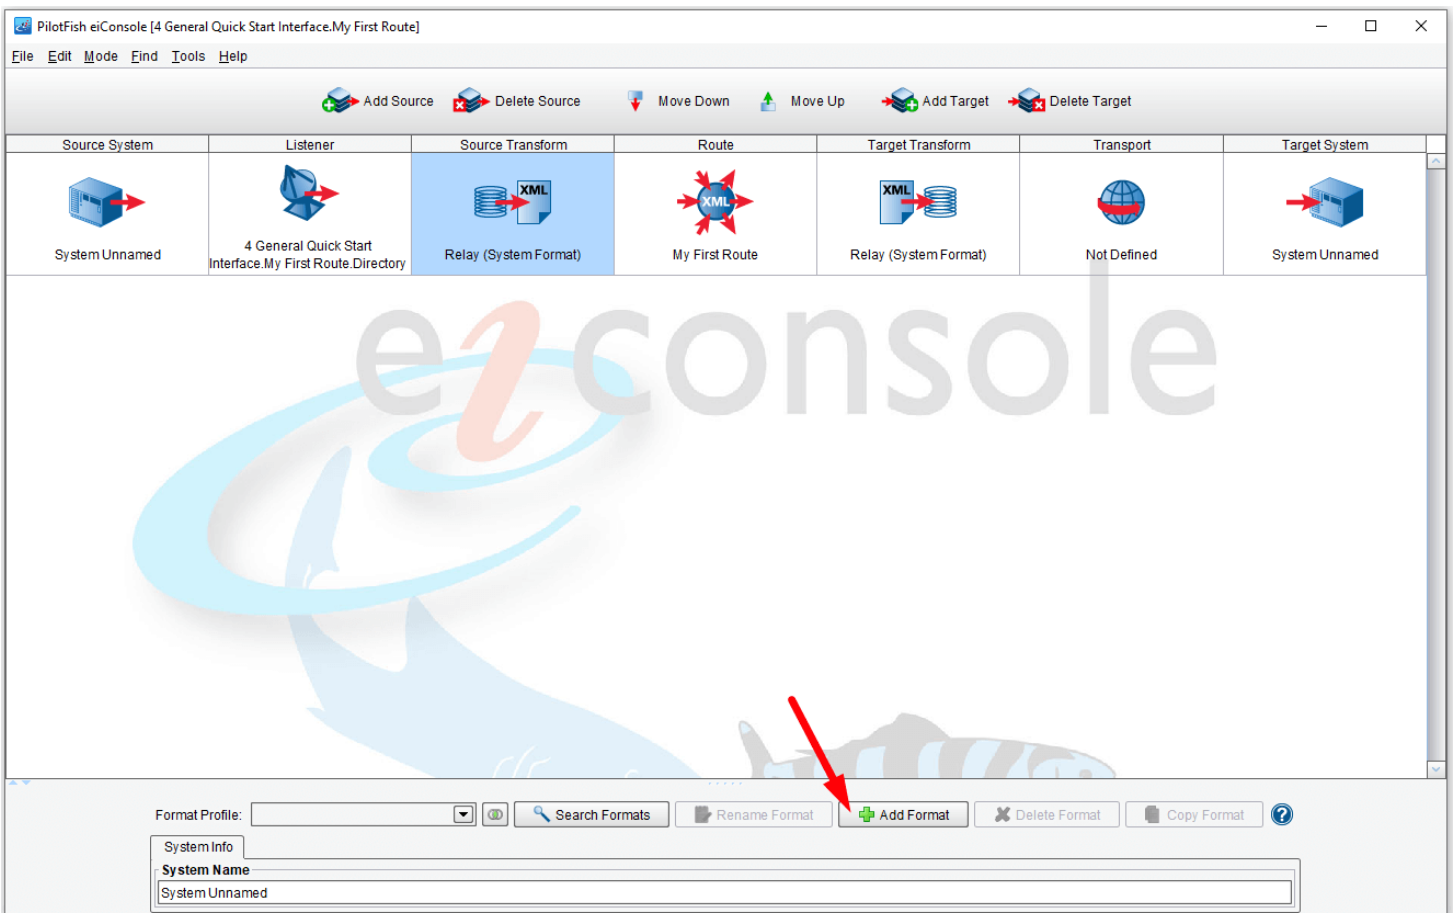 PilotFish eiConsole [4 General Quick Start Interface.My First Route]
File Edit Mode Find Tools Help
Add Source Delete Source Move Down Move Up Add Target Delete Target
Source System Listener Source Transform Route Target Transform Transport Target System
XML XML XML
System Unnamed 4 General Quick Start Interface.My First Route.Directory Relay (System Format) My First Route Relay (System Format) Not Defined System Unnamed
eiconsole
Format Profile: Search Formats Rename Format Add Format Delete Format Copy Format ?
System Info
System Name
System Unnamed